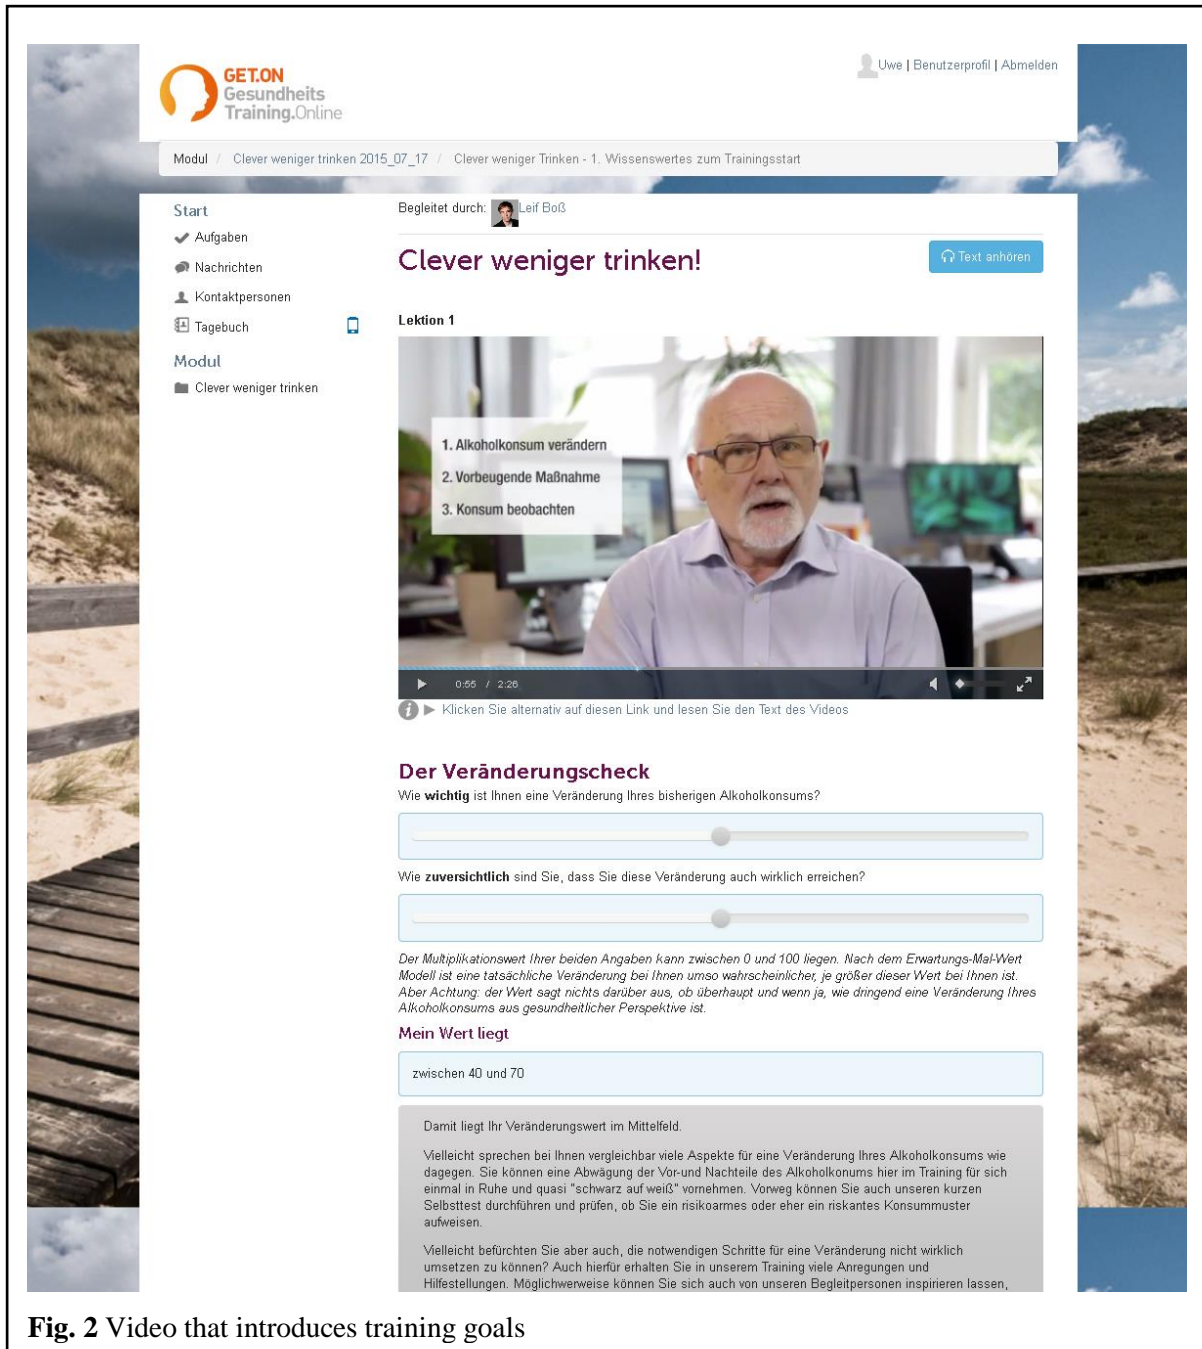 GET.ON
Gesundheits
Training.Online
Uwe | Benutzerprofil | Abmelden
Modul / Clever weniger trinken 2015_07_17 / Clever weniger Trinken - 1. Wissenswertes zum Trainingsstart
Start
Aufgaben
Nachrichten
Kontaktpersonen
Tagebuch
Modul
Clever weniger trinken
Begleitet durch: Leif Boß
Clever weniger trinken!
Text anhören
Lektion 1
1. Alkoholkonsum verändern
2. Vorbeugende Maßnahme
3. Konsum beobachten
0:55 / 2:26
Klicken Sie alternativ auf diesen Link und lesen Sie den Text des Videos
Der Veränderungscheck
Wie wichtig ist Ihnen eine Veränderung Ihres bisherigen Alkoholkonsums?
Wie zuversichtlich sind Sie, dass Sie diese Veränderung auch wirklich erreichen?
Der Multiplikationswert Ihrer beiden Angaben kann zwischen 0 und 100 liegen. Nach dem Erwartungs-Mal-Wert
Modell ist eine tatsächliche Veränderung bei Ihnen umso wahrscheinlicher, je größer dieser Wert bei Ihnen ist.
Aber Achtung: der Wert sagt nichts darüber aus, ob überhaupt und wenn ja, wie dringend eine Veränderung Ihres
Alkoholkonsums aus gesundheitlicher Perspektive ist.
Mein Wert liegt
zwischen 40 und 70
Damit liegt Ihr Veränderungswert im Mittelfeld.
Vielleicht sprechen bei Ihnen vergleichbar viele Aspekte für eine Veränderung Ihres Alkoholkonsums wie
dagegen. Sie können eine Abwägung der Vor-und Nachteile des Alkoholkonums hier im Training für sich
einmal in Ruhe und quasi "schwarz auf weiß" vornehmen. Vorweg können Sie auch unseren kurzen
Selbsttest durchführen und prüfen, ob Sie ein risikoarmes oder eher ein riskantes Konsummuster
aufweisen.
Vielleicht befürchten Sie aber auch, die notwendigen Schritte für eine Veränderung nicht wirklich
umsetzen zu können? Auch hierfür erhalten Sie in unserem Training viele Anregungen und
Hilfestellungen. Möglichwerweise können Sie sich auch von unseren Begleitpersonen inspirieren lassen,
Fig. 2 Video that introduces training goals